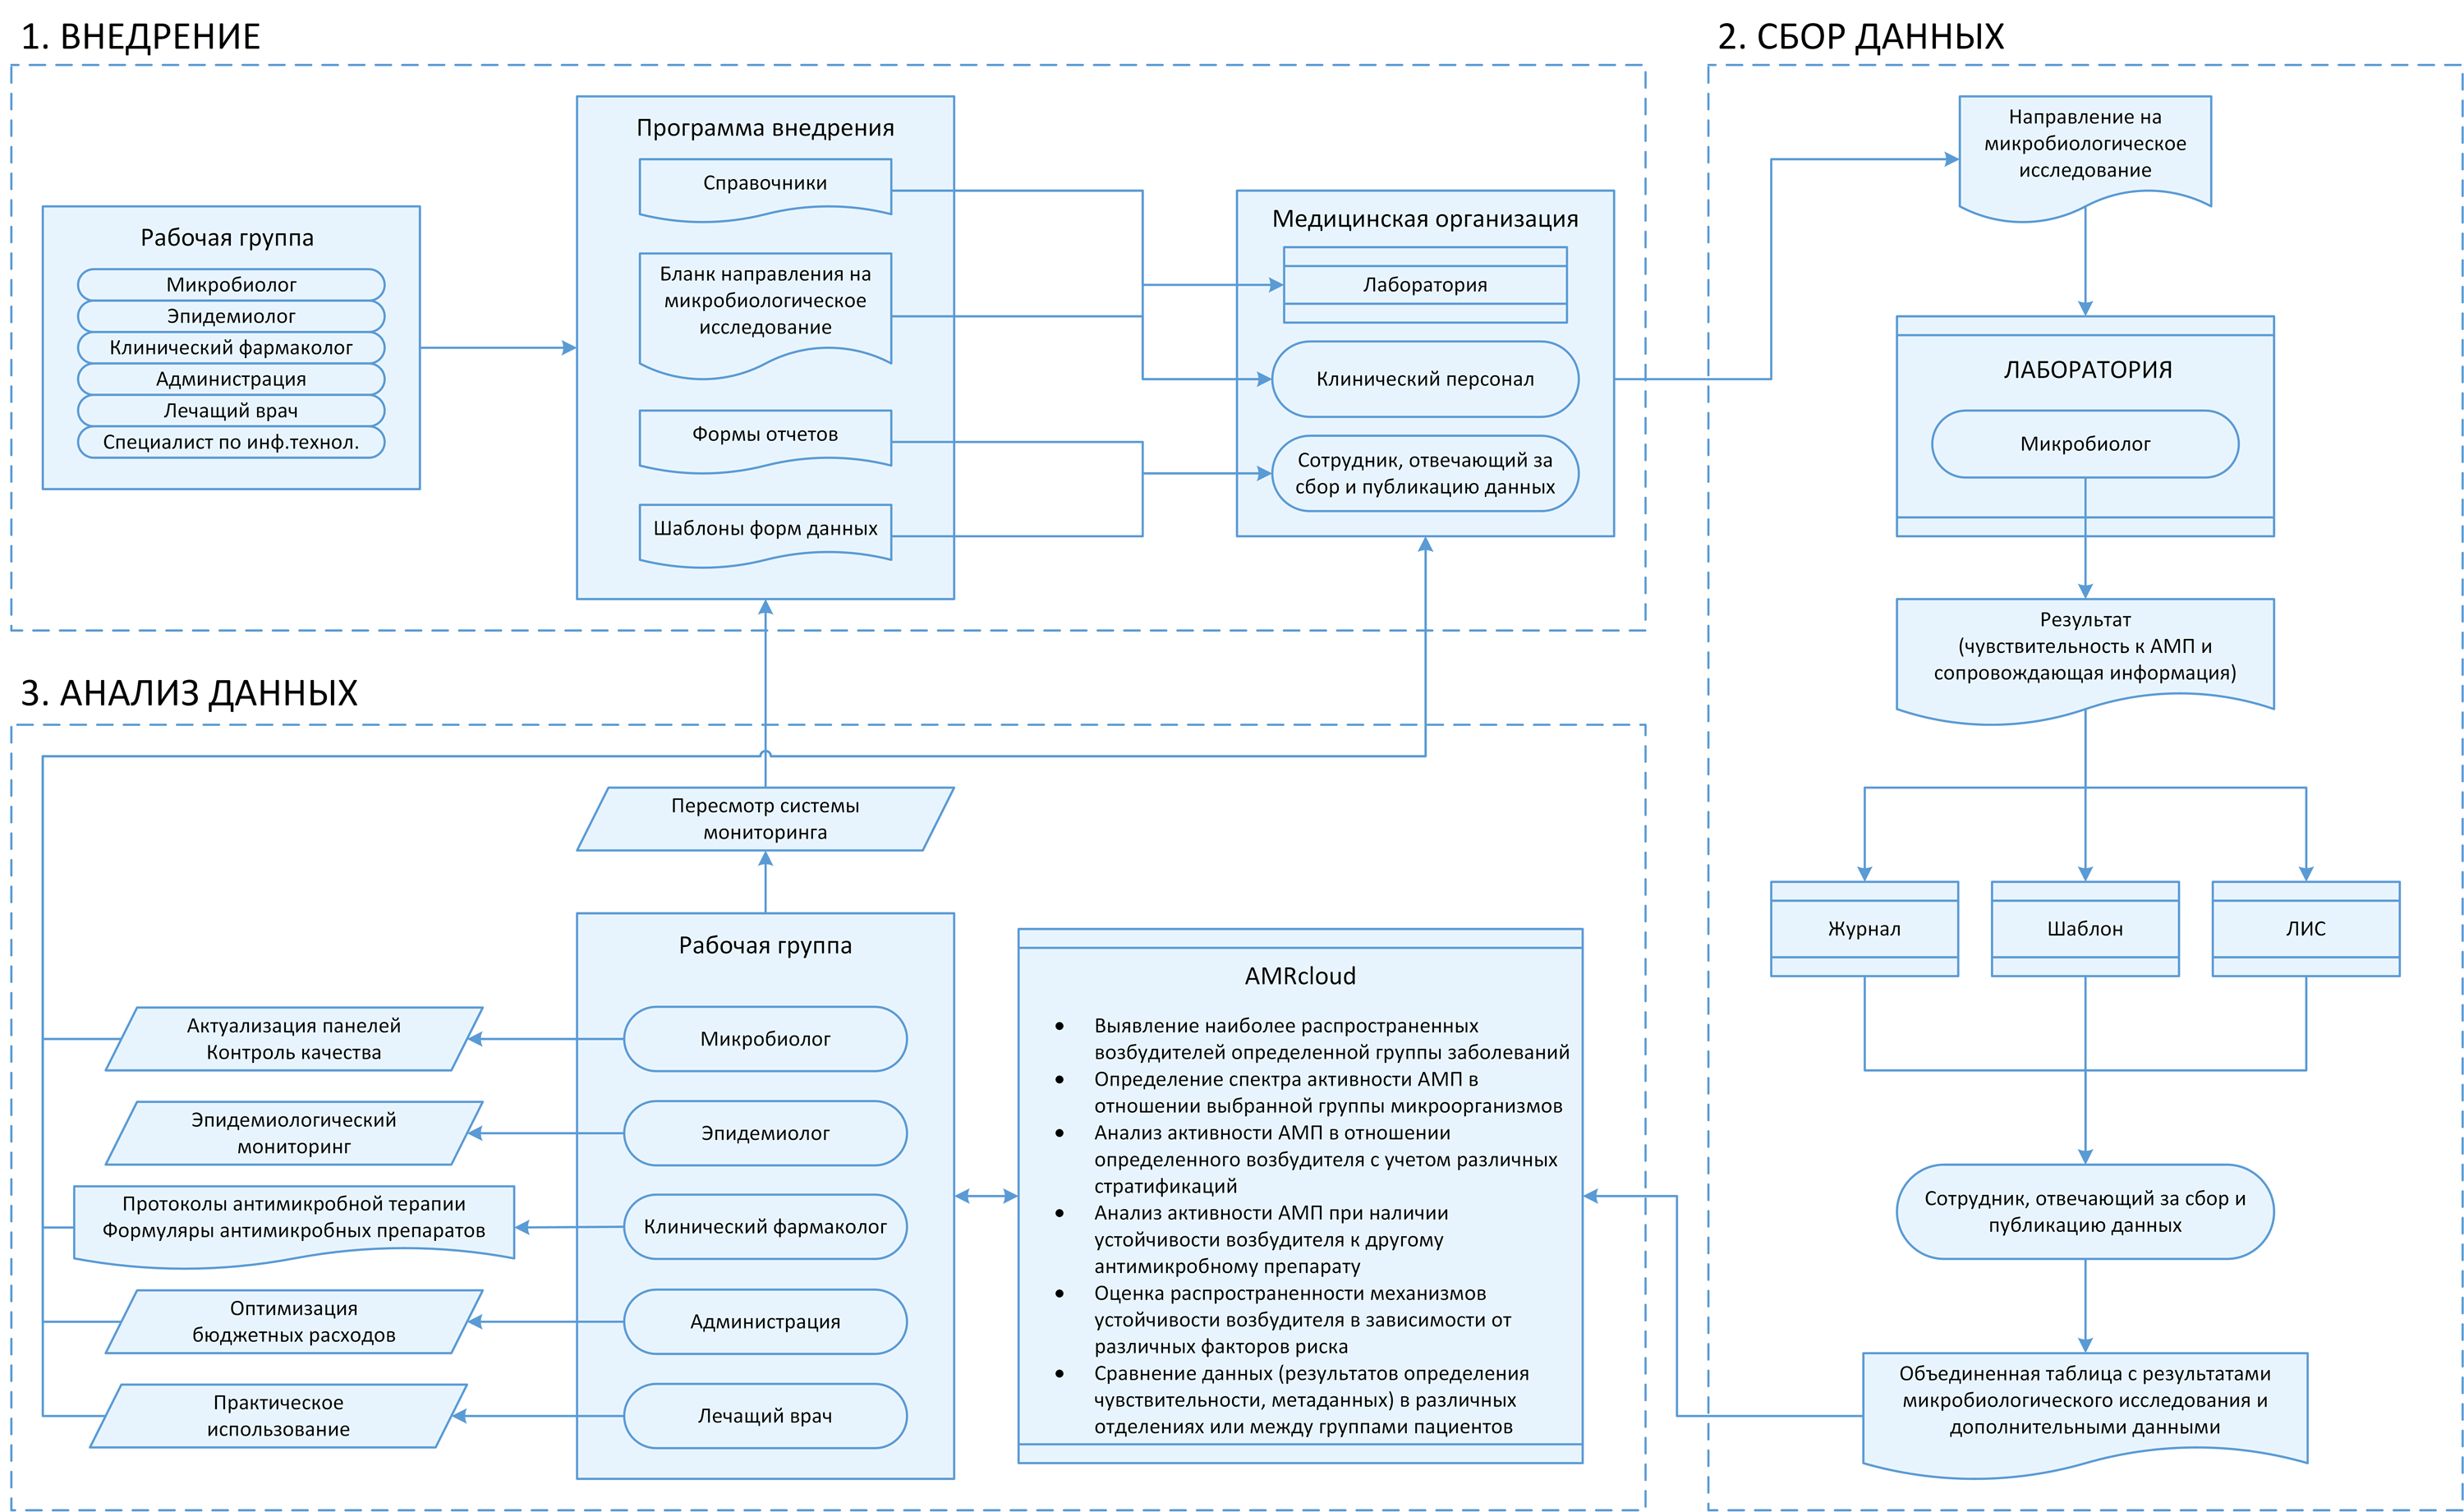 1. ВНЕДРЕНИЕ
Рабочая группа
Микробиолог
Эпидемиолог
Клинический фармаколог
Администрация
Лечащий врач
Специалист по инф.технол.
Программа внедрения
Справочники
Бланк направления на
микробиологическое
исследование
Формы отчетов
Шаблоны форм данных
Медицинская организация
Лаборатория
Клинический персонал
Сотрудник, отвечающий за
сбор и публикацию данных
2. СБОР ДАННЫХ
Направление на
микробиологическое
исследование
ЛАБОРАТОРИЯ
Микробиолог
Результат
(чувствительность к АМП и
сопровождающая информация)
Журнал
Шаблон
ЛИС
Сотрудник, отвечающий за сбор и
публикацию данных
Объединенная таблица с результатами
микробиологического исследования и
дополнительными данными
3. АНАЛИЗ ДАННЫХ
Пересмотр системы
мониторинга
Рабочая группа
Микробиолог
Эпидемиолог
Клинический фармаколог
Администрация
Лечащий врач
Актуализация панелей
Контроль качества
Эпидемиологический
мониторинг
Протоколы антимикробной терапии
Формуляры антимикробных препаратов
Оптимизация
бюджетных расходов
Практическое
использование
AMRcloud
• Выявление наиболее распространенных
возбудителей определенной группы заболеваний
• Определение спектра активности АМП в
отношении выбранной группы микроорганизмов
• Анализ активности АМП в отношении
определенного возбудителя с учетом различных
стратификаций
• Анализ активности АМП при наличии
устойчивости возбудителя к другому
антимикробному препарату
• Оценка распространенности механизмов
устойчивости возбудителя в зависимости от
различных факторов риска
• Сравнение данных (результатов определения
чувствительности, метаданных) в различных
отделениях или между группами пациентов